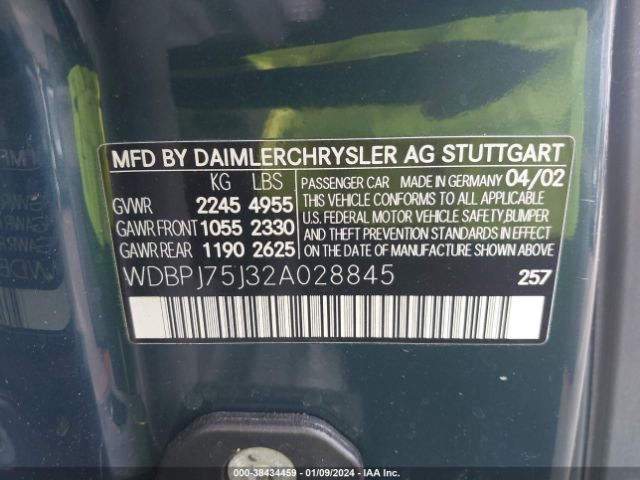 MFD BY DAIMLERCHRYSLER AG STUTTGART
KG LBS
GVWR 2245 4955
GAWR FRONT 1055 2330
GAWR REAR 1190 2625
PASSENGER CAR MADE IN GERMANY 04/02
THIS VEHICLE CONFORMS TO ALL APPLICABLE
U.S. FEDERAL MOTOR VEHICLE SAFETY, BUMPER
AND THEFT PREVENTION STANDARDS IN EFFECT
ON THE DATE OF MANUFACTURE SHOWN ABOVE
WDBPJ75J32A028845 257
000-38434459 - 01/09/2024 - IAA Inc.